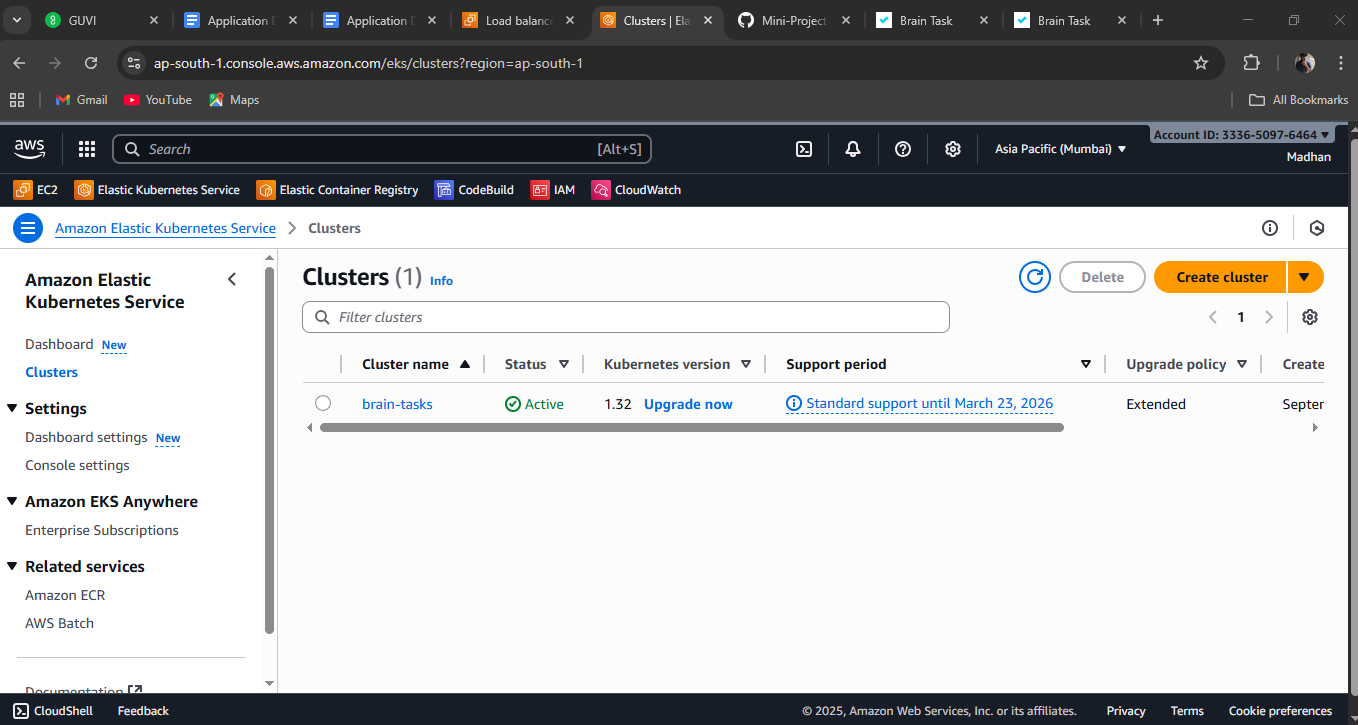 GUVI
Application D
Application D
Load balance
Clusters | Ela
Mini-Project
Brain Task
Brain Task
ap-south-1.console.aws.amazon.com/eks/clusters?region=ap-south-1
Gmail YouTube Maps All Bookmarks
aws Search [Alt+S] Asia Pacific (Mumbai) Account ID: 3336-5097-6464
Madhan
EC2 Elastic Kubernetes Service Elastic Container Registry CodeBuild IAM CloudWatch
Amazon Elastic Kubernetes Service Clusters
Amazon Elastic
Kubernetes Service
Dashboard New
Clusters
Settings
Dashboard settings New
Console settings
Amazon EKS Anywhere
Enterprise Subscriptions
Related services
Amazon ECR
AWS Batch
Documentation
Clusters (1) Info
Delete Create cluster
Filter clusters
1
Cluster name Status Kubernetes version Support period Upgrade policy Create
brain-tasks Active 1.32 Upgrade now Standard support until March 23, 2026 Extended Septer
CloudShell Feedback © 2025, Amazon Web Services, Inc. or its affiliates. Privacy Terms Cookie preferences